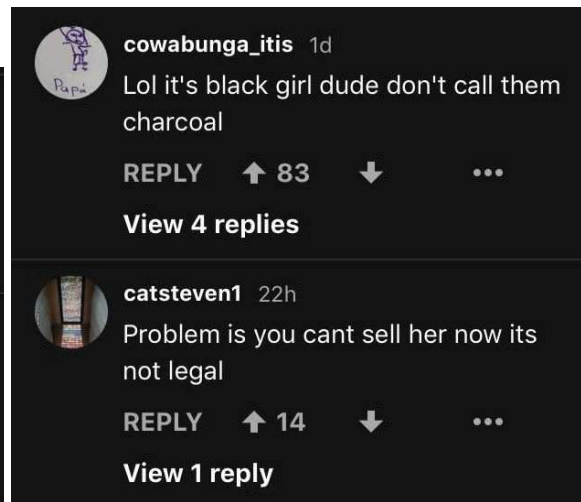 Papá
cowabunga_itis 1d
Lol it's black girl dude don't call them
charcoal
REPLY 83
View 4 replies
catsteven1 22h
Problem is you cant sell her now its
not legal
REPLY 14
View 1 reply